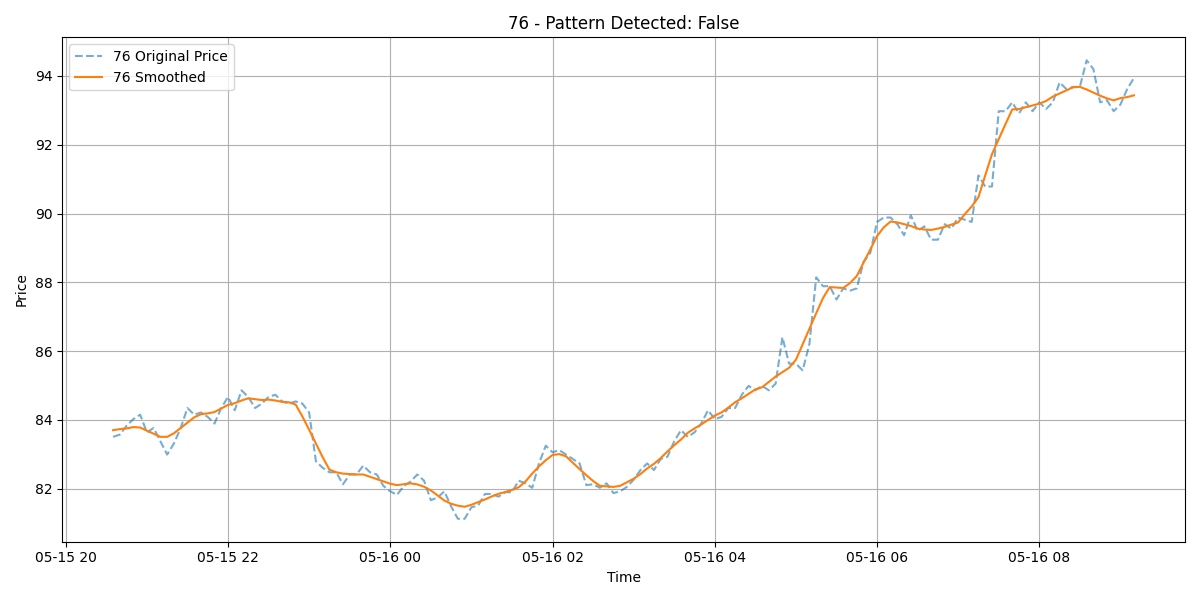 76 - Pattern Detected: False
76 Original Price
76 Smoothed
94
92
90
88
86
84
82
Price
05-15 20
05-15 22
05-16 00
05-16 02
05-16 04
05-16 06
05-16 08
Time